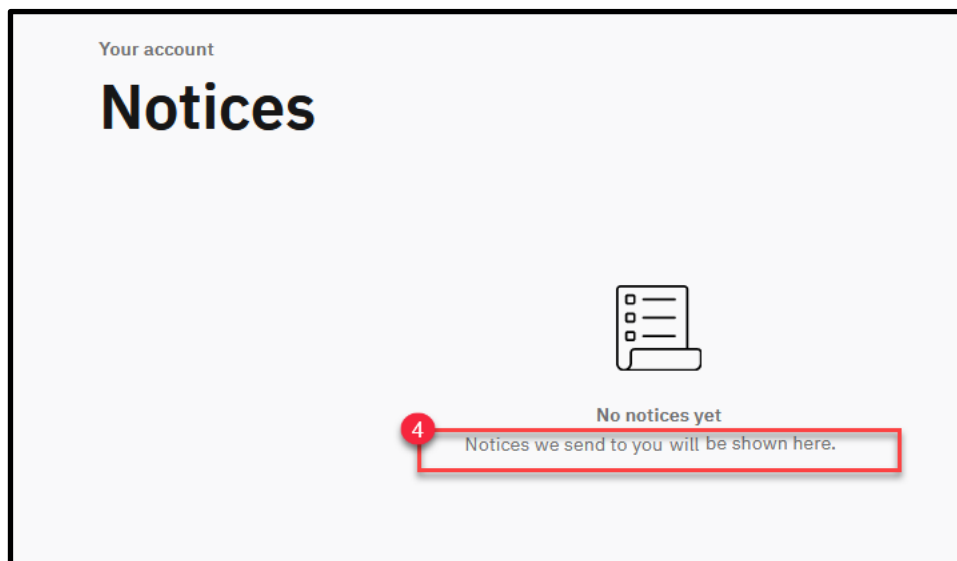 Your account
Notices
No notices yet
4
Notices we send to you will be shown here.